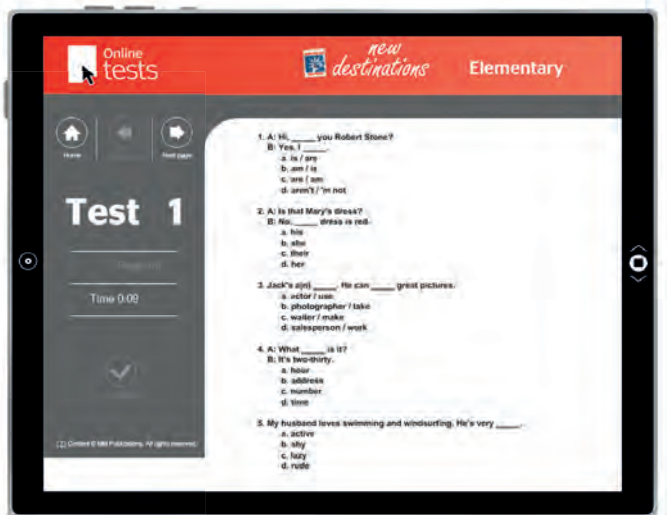 Online
tests
new
destinations
Elementary
Home
Next page
Test 1
Time 0:09
1. A: Hi, _____ you Robert Stone?
B: Yes, I _____.
a. is / are
b. am / is
c. are / am
d. aren't / 'm not
2. A: Is that Mary's dress?
B: No, _____ dress is red.
a. his
b. she
c. their
d. her
3. Jack's a(n) _____. He can _____ great pictures.
a. actor / use
b. photographer / take
c. waiter / make
d. salesperson / work
4. A: What _____ is it?
B: It's two-thirty.
a. hour
b. address
c. number
d. time
5. My husband loves swimming and windsurfing. He's very _____.
a. active
b. shy
c. lazy
d. rude
Content © MM Publications. All rights reserved.